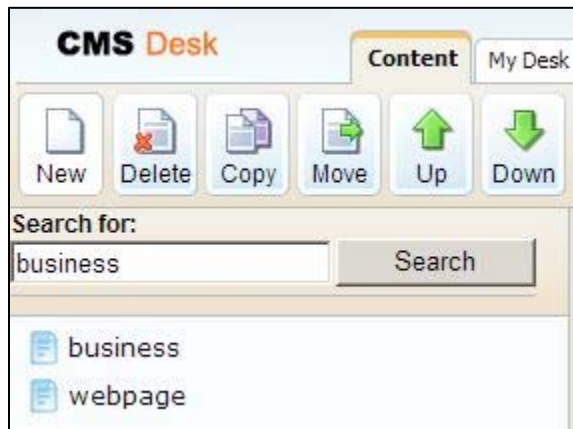 CMS Desk
Content My Desk
New Delete Copy Move Up Down
Search for:
business Search
business
webpage